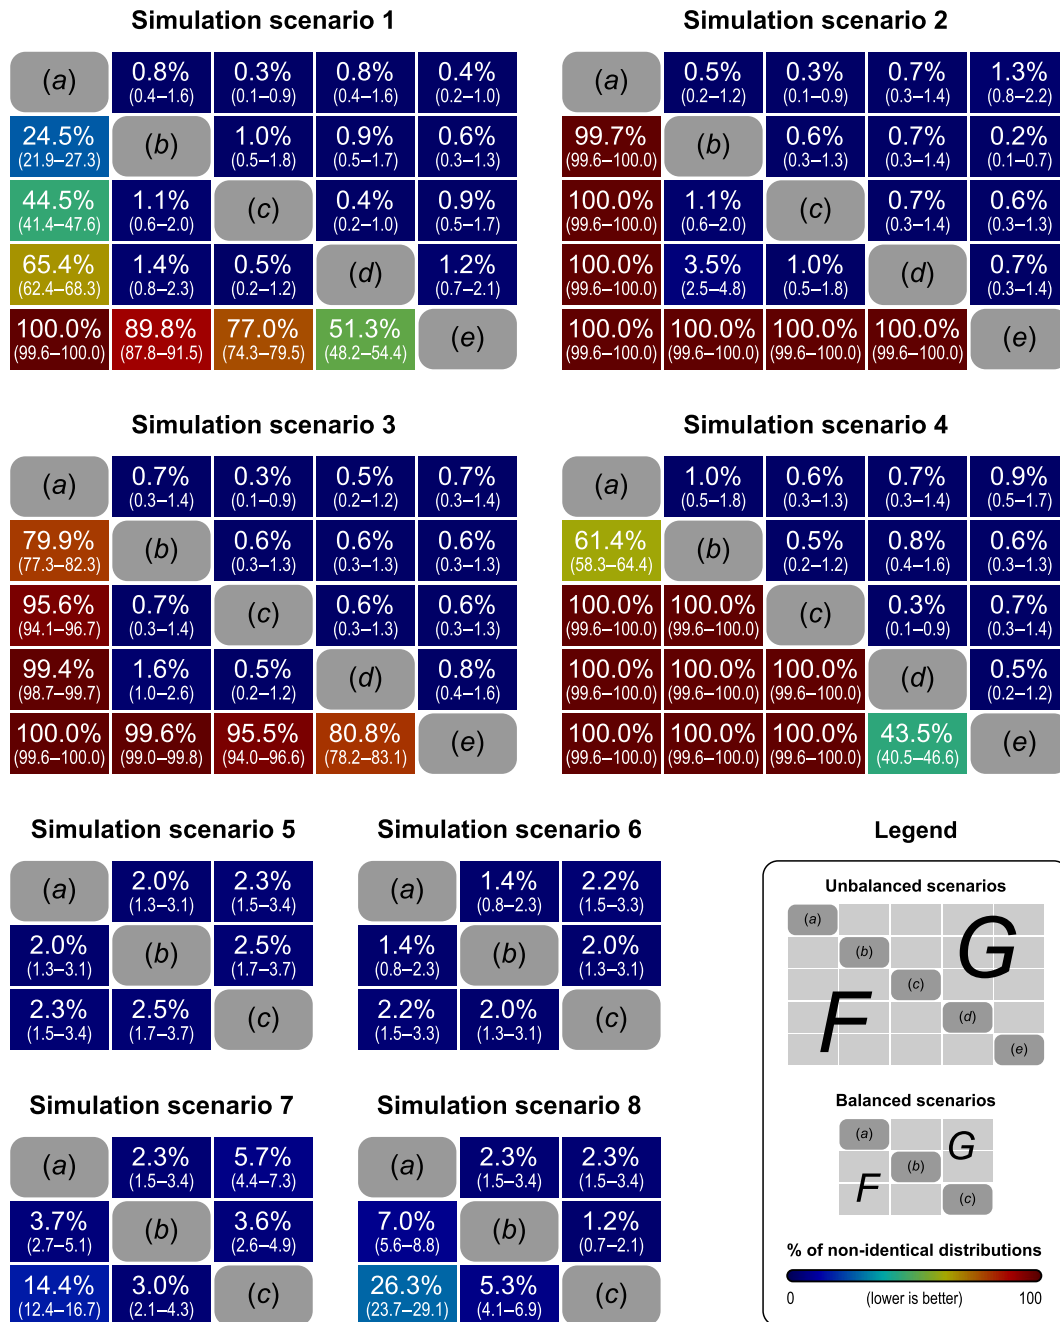 Simulation scenario 1
(a) 0.8% 0.3% 0.8% 0.4%
(0.4–1.6) (0.1–0.9) (0.4–1.6) (0.2–1.0)
24.5% (b) 1.0% 0.9% 0.6%
(21.9–27.3) (0.5–1.8) (0.5–1.7) (0.3–1.3)
44.5% 1.1% (c) 0.4% 0.9%
(41.4–47.6) (0.6–2.0) (0.2–1.0) (0.5–1.7)
65.4% 1.4% 0.5% (d) 1.2%
(62.4–68.3) (0.8–2.3) (0.2–1.2) (0.7–2.1)
100.0% 89.8% 77.0% 51.3% (e)
(99.6–100.0) (87.8–91.5) (74.3–79.5) (48.2–54.4)
Simulation scenario 2
(a) 0.5% 0.3% 0.7% 1.3%
(0.2–1.2) (0.1–0.9) (0.3–1.4) (0.8–2.2)
99.7% (b) 0.6% 0.7% 0.2%
(99.6–100.0) (0.3–1.3) (0.3–1.4) (0.1–0.7)
100.0% 1.1% (c) 0.7% 0.6%
(99.6–100.0) (0.6–2.0) (0.3–1.4) (0.3–1.3)
100.0% 3.5% 1.0% (d) 0.7%
(99.6–100.0) (2.5–4.8) (0.5–1.8) (0.3–1.4)
100.0% 100.0% 100.0% 100.0% (e)
(99.6–100.0) (99.6–100.0) (99.6–100.0) (99.6–100.0)
Simulation scenario 3
(a) 0.7% 0.3% 0.5% 0.7%
(0.3–1.4) (0.1–0.9) (0.2–1.2) (0.3–1.4)
79.9% (b) 0.6% 0.6% 0.6%
(77.3–82.3) (0.3–1.3) (0.3–1.3) (0.3–1.3)
95.6% 0.7% (c) 0.6% 0.6%
(94.1–96.7) (0.3–1.4) (0.3–1.3) (0.3–1.3)
99.4% 1.6% 0.5% (d) 0.8%
(98.7–99.7) (1.0–2.6) (0.2–1.2) (0.4–1.6)
100.0% 99.6% 95.5% 80.8% (e)
(99.6–100.0) (99.0–99.8) (94.0–96.6) (78.2–83.1)
Simulation scenario 4
(a) 1.0% 0.6% 0.7% 0.9%
(0.5–1.8) (0.3–1.3) (0.3–1.4) (0.5–1.7)
61.4% (b) 0.5% 0.8% 0.6%
(58.3–64.4) (0.2–1.2) (0.4–1.6) (0.3–1.3)
100.0% 100.0% (c) 0.3% 0.7%
(99.6–100.0) (99.6–100.0) (0.1–0.9) (0.3–1.4)
100.0% 100.0% 100.0% (d) 0.5%
(99.6–100.0) (99.6–100.0) (99.6–100.0) (0.2–1.2)
100.0% 100.0% 100.0% 43.5% (e)
(99.6–100.0) (99.6–100.0) (99.6–100.0) (40.5–46.6)
Simulation scenario 5
(a) 2.0% 2.3%
(1.3–3.1) (1.5–3.4)
2.0% (b) 2.5%
(1.3–3.1) (1.7–3.7)
2.3% 2.5% (c)
(1.5–3.4) (1.7–3.7)
Simulation scenario 6
(a) 1.4% 2.2%
(0.8–2.3) (1.5–3.3)
1.4% (b) 2.0%
(0.8–2.3) (1.3–3.1)
2.2% 2.0% (c)
(1.5–3.3) (1.3–3.1)
Simulation scenario 7
(a) 2.3% 5.7%
(1.5–3.4) (4.4–7.3)
3.7% (b) 3.6%
(2.7–5.1) (2.6–4.9)
14.4% 3.0% (c)
(12.4–16.7) (2.1–4.3)
Simulation scenario 8
(a) 2.3% 2.3%
(1.5–3.4) (1.5–3.4)
7.0% (b) 1.2%
(5.6–8.8) (0.7–2.1)
26.3% 5.3% (c)
(23.7–29.1) (4.1–6.9)
Legend
Unbalanced scenarios
(a)
(b) G
(c)
F (d)
(e)
Balanced scenarios
(a) G
(b)
F (c)
% of non-identical distributions
0 (lower is better) 100